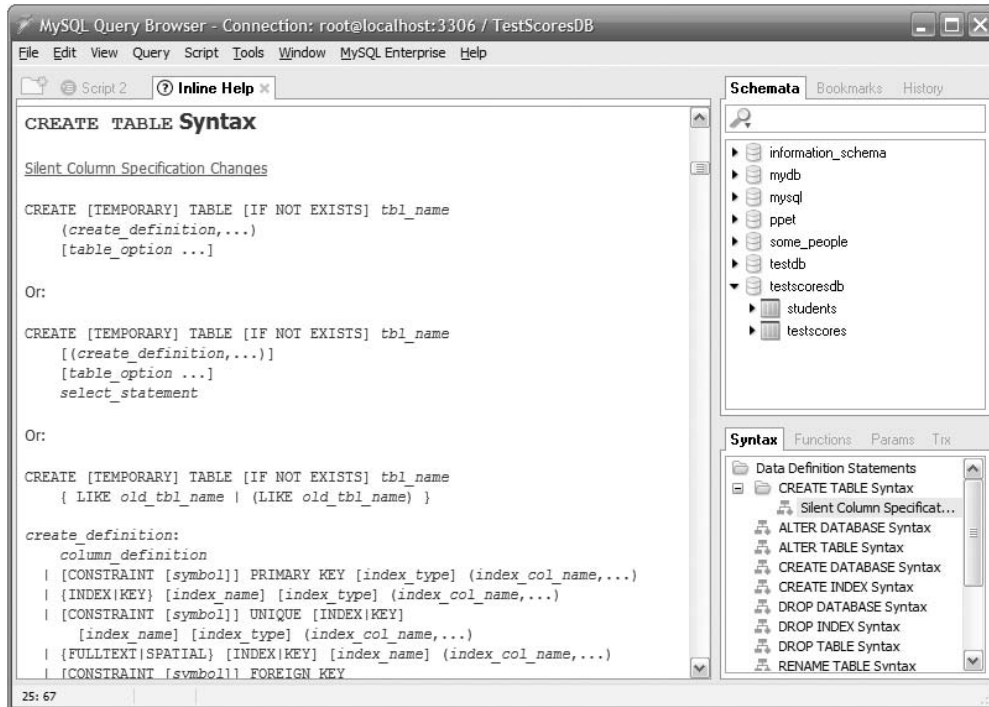 MySQL Query Browser - Connection: root@localhost:3306 / TestScoresDB
File Edit View Query Script Tools Window MySQL Enterprise Help
Script 2 Inline Help
CREATE TABLE Syntax
Silent Column Specification Changes
CREATE [TEMPORARY] TABLE [IF NOT EXISTS] tbl_name
(create_definition,...)
[table_option ...]
Or:
CREATE [TEMPORARY] TABLE [IF NOT EXISTS] tbl_name
[(create_definition,...)]
[table_option ...]
select_statement
Or:
CREATE [TEMPORARY] TABLE [IF NOT EXISTS] tbl_name
{ LIKE old_tbl_name | (LIKE old_tbl_name) }
create_definition:
column_definition
| [CONSTRAINT [symbol]] PRIMARY KEY [index_type] (index_col_name,...)
| {INDEX|KEY} [index_name] [index_type] (index_col_name,...)
| [CONSTRAINT [symbol]] UNIQUE [INDEX|KEY]
[index_name] [index_type] (index_col_name,...)
| {FULLTEXT|SPATIAL} [INDEX|KEY] [index_name] (index_col_name,...)
| [CONSTRAINT [symbol]] FOREIGN KEY
25: 67
Schemata Bookmarks History
information_schema
mydb
mysql
ppet
some_people
testdb
testscoresdb
students
testscores
Syntax Functions Params Trx
Data Definition Statements
CREATE TABLE Syntax
Silent Column Specificat...
ALTER DATABASE Syntax
ALTER TABLE Syntax
CREATE DATABASE Syntax
CREATE INDEX Syntax
DROP DATABASE Syntax
DROP INDEX Syntax
DROP TABLE Syntax
RENAME TABLE Syntax